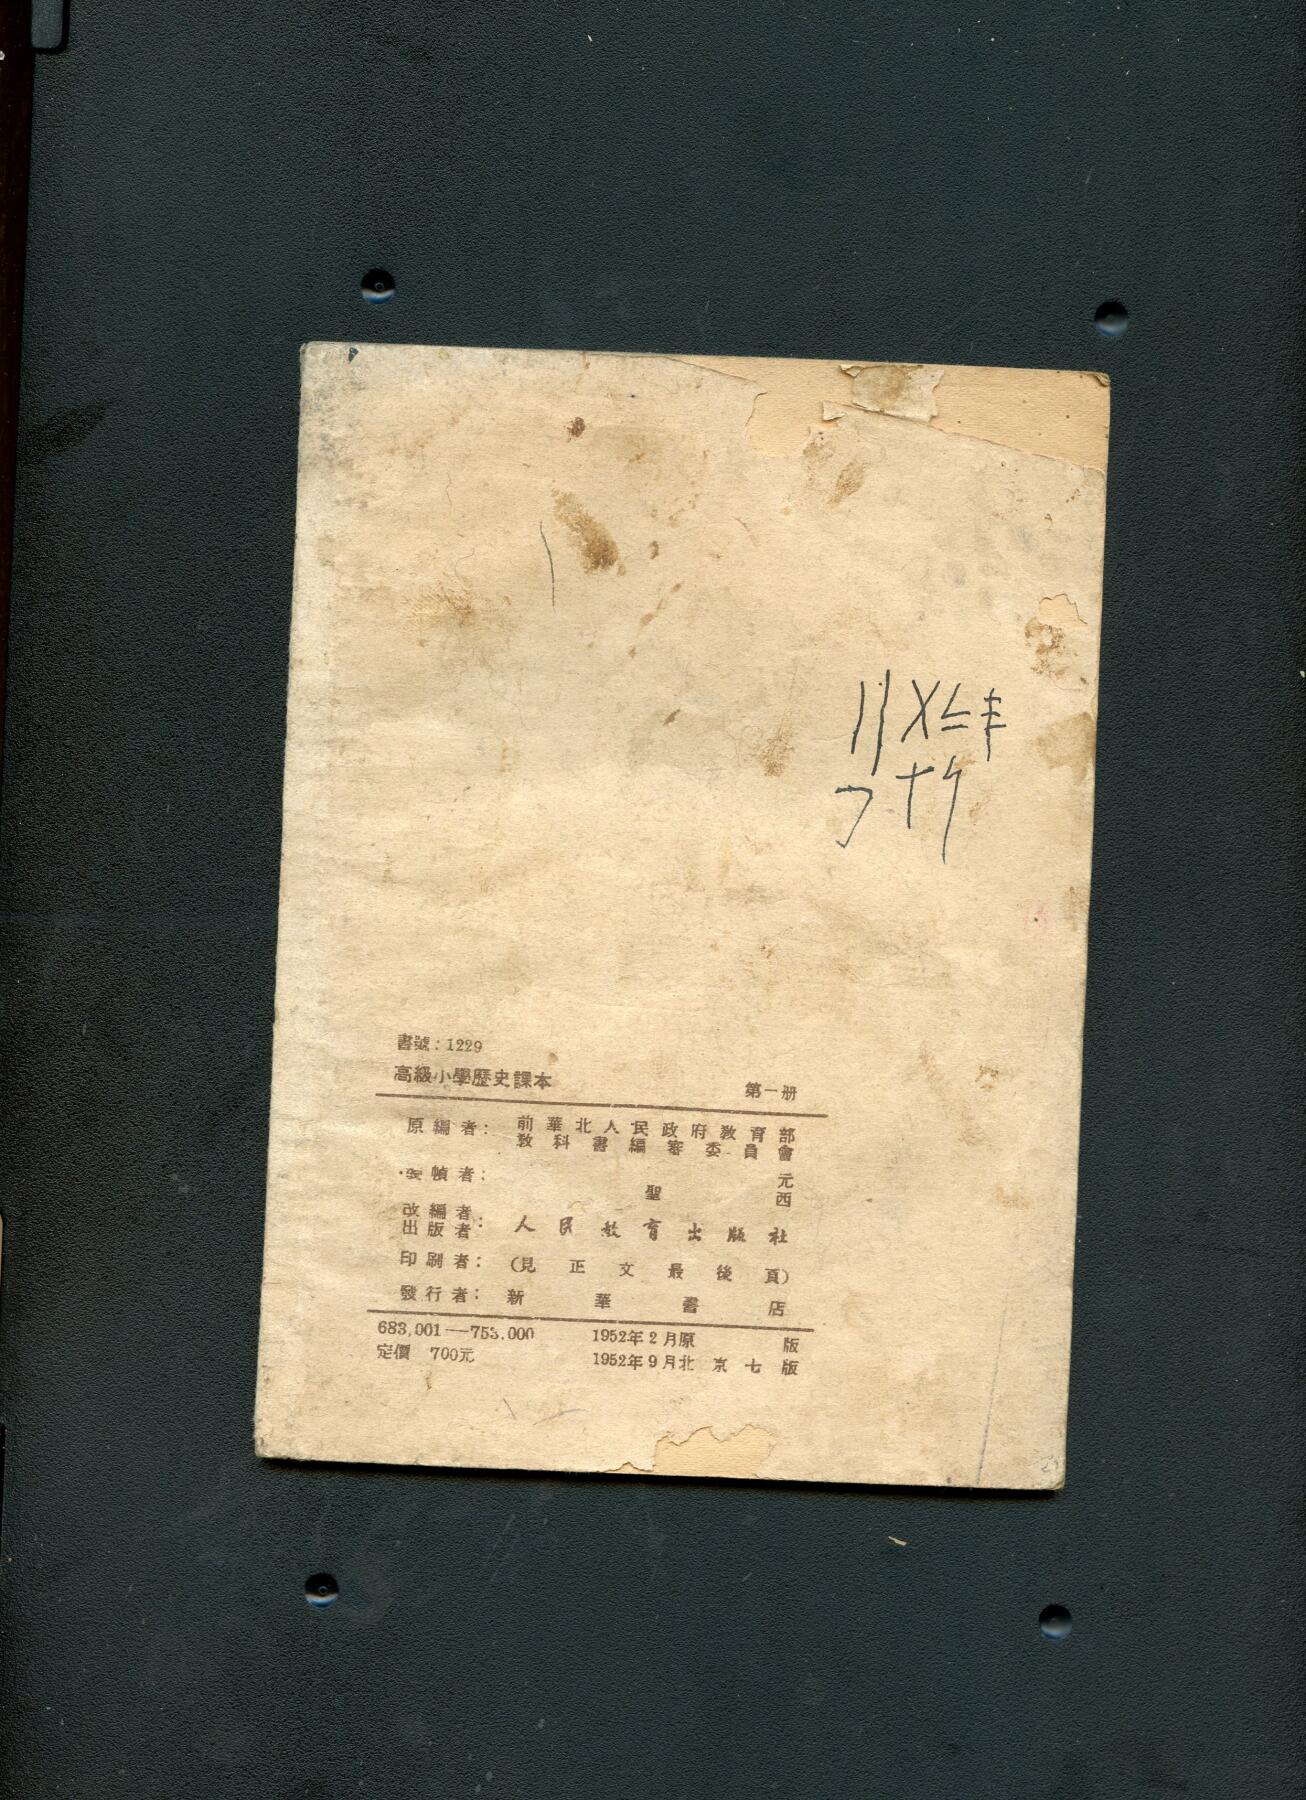 書號：1229
高級小學歷史課本 第一册
原編者： 前華北人民政府教育部
教科書編審委員會
裝幀者： 元
聖 西
改編者
出版者： 人民教育出版社
印刷者： （見正文最後頁）
發行者： 新華書店
683,001—753,000 1952年2月原版
定價 700元 1952年9月北京七版